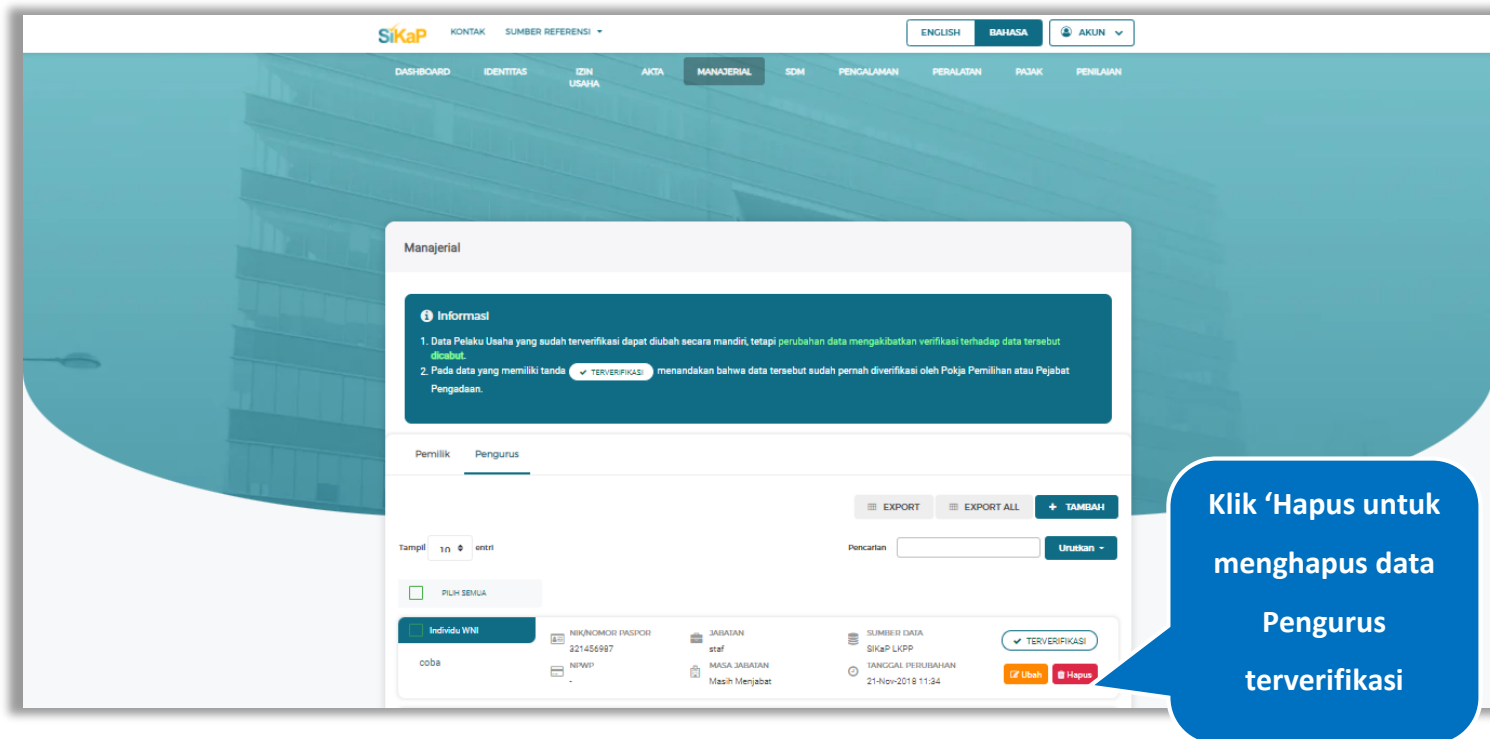 SiKaP KONTAK SUMBER REFERENSI ENGLISH BAHASA AKUN
DASHBOARD IDENTITAS IZIN USAHA AKTA MANAJERIAL SDM PENGALAMAN PERALATAN PAJAK PENILAIAN
Manajerial
Informasi
1. Data Pelaku Usaha yang sudah terverifikasi dapat diubah secara mandiri, tetapi perubahan data mengakibatkan verifikasi terhadap data tersebut
dicabut.
2. Pada data yang memiliki tanda TERVERIFIKASI menandakan bahwa data tersebut sudah pernah diverifikasi oleh Pokja Pemilihan atau Pejabat
Pengadaan.
Pemilik Pengurus
EXPORT EXPORT ALL + TAMBAH
Tampil 10 entri Pencarian Urutkan
PILIH SEMUA
Individu WNI NIK/NOMOR PASPOR JABATAN SUMBER DATA TERVERIFIKASI
321456987 staf SIKaP LKPP
coba NPWP MASA JABATAN TANGGAL PERUBAHAN Ubah Hapus
- Masih Menjabat 21-Nov-2018 11:34
Klik ‘Hapus untuk
menghapus data
Pengurus
terverifikasi